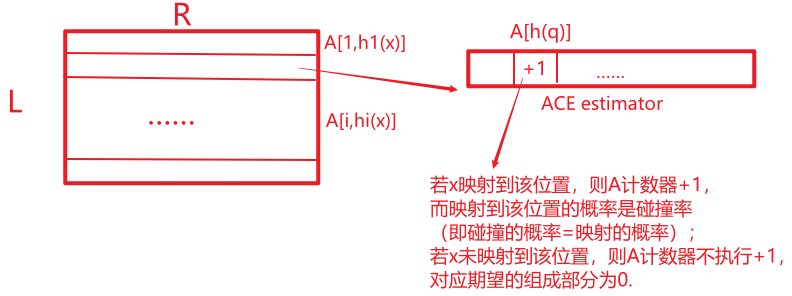 R
A[1,h1(x)]
L
......
A[i,hi(x)]
A[h(q)]
+1
......
ACE estimator
若x映射到该位置，则A计数器+1，
而映射到该位置的概率是碰撞率
（即碰撞的概率=映射的概率）；
若x未映射到该位置，则A计数器不执行+1，
对应期望的组成部分为0.